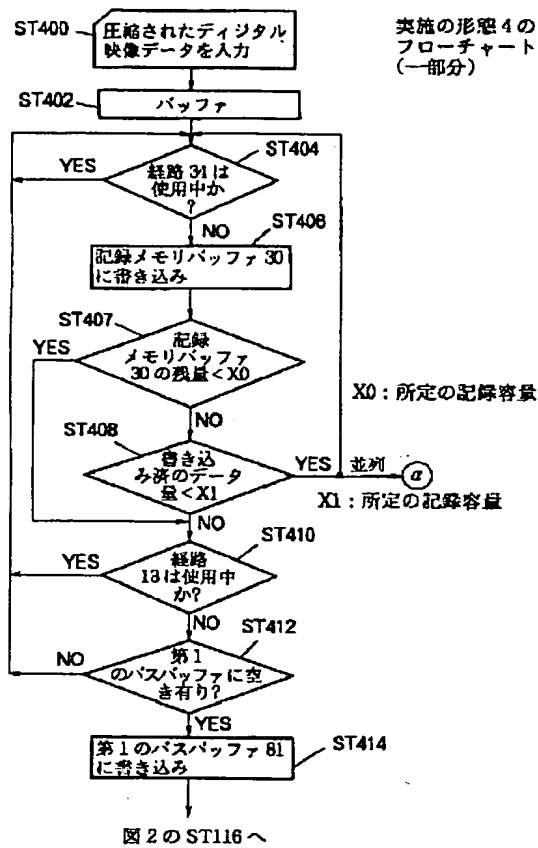 実施の形態4の
フローチャート
(一部分)
ST400
圧縮されたディジタル
映像データを入力
ST402
バッファ
ST404
YES
経路34は
使用中か
?
NO
ST406
記録メモリバッファ30
に書き込み
ST407
YES
記録
メモリバッファ
30の残量<X0
X0:所定の記録容量
NO
ST408
書き込
み済のデータ
量<X1
YES
並列
a
X1:所定の記録容量
NO
ST410
YES
経路
18は使用中
か?
NO
ST412
NO
第1
のバスバッファに空
き有り?
YES
第1のバスバッファ81
に書き込み
ST414
図2のST116へ